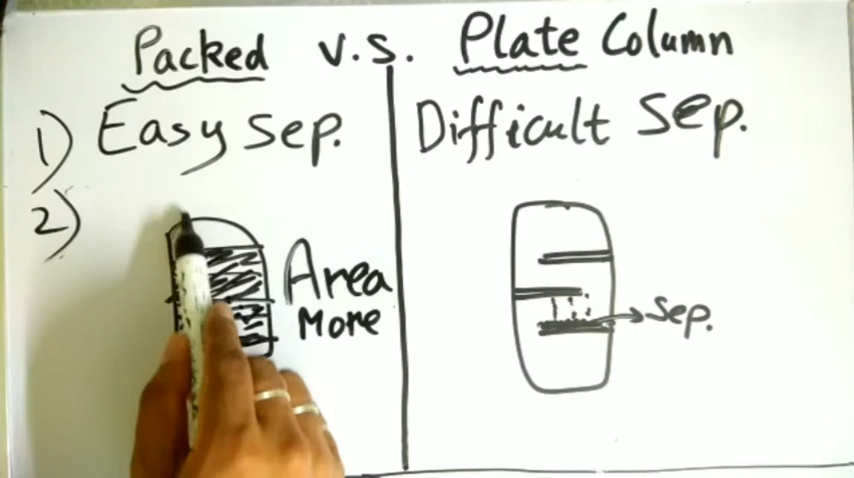 Packed v.s. Plate Column
1) Easy Sep. Difficult Sep.
2)
Area
More
Sep.